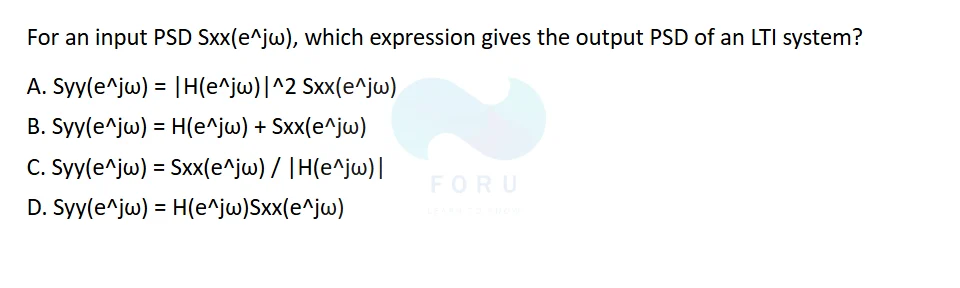 For an input PSD Sxx(e^jω), which expression gives the output PSD of an LTI system?
A. Syy(e^jω) = |H(e^jω)|^2 Sxx(e^jω)
B. Syy(e^jω) = H(e^jω) + Sxx(e^jω)
C. Syy(e^jω) = Sxx(e^jω) / |H(e^jω)|
FORU
D. Syy(e^jω) = H(e^jω)Sxx(e^jω)